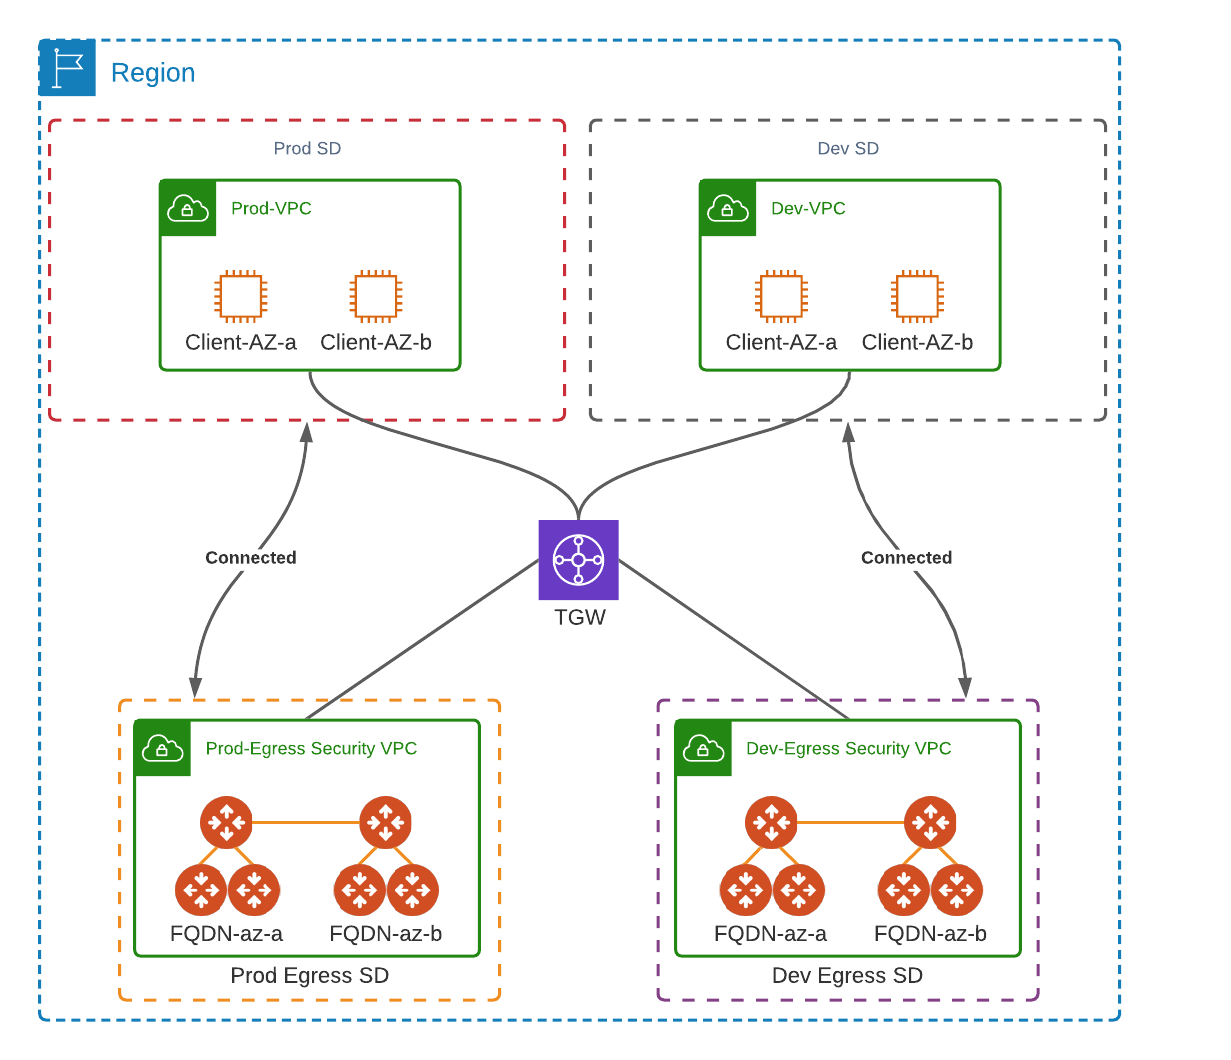 Region
Prod SD
Dev SD
Prod-VPC
Dev-VPC
Client-AZ-a
Client-AZ-b
Client-AZ-a
Client-AZ-b
Connected
Connected
TGW
Prod-Egress Security VPC
Dev-Egress Security VPC
FQDN-az-a
FQDN-az-b
FQDN-az-a
FQDN-az-b
Prod Egress SD
Dev Egress SD